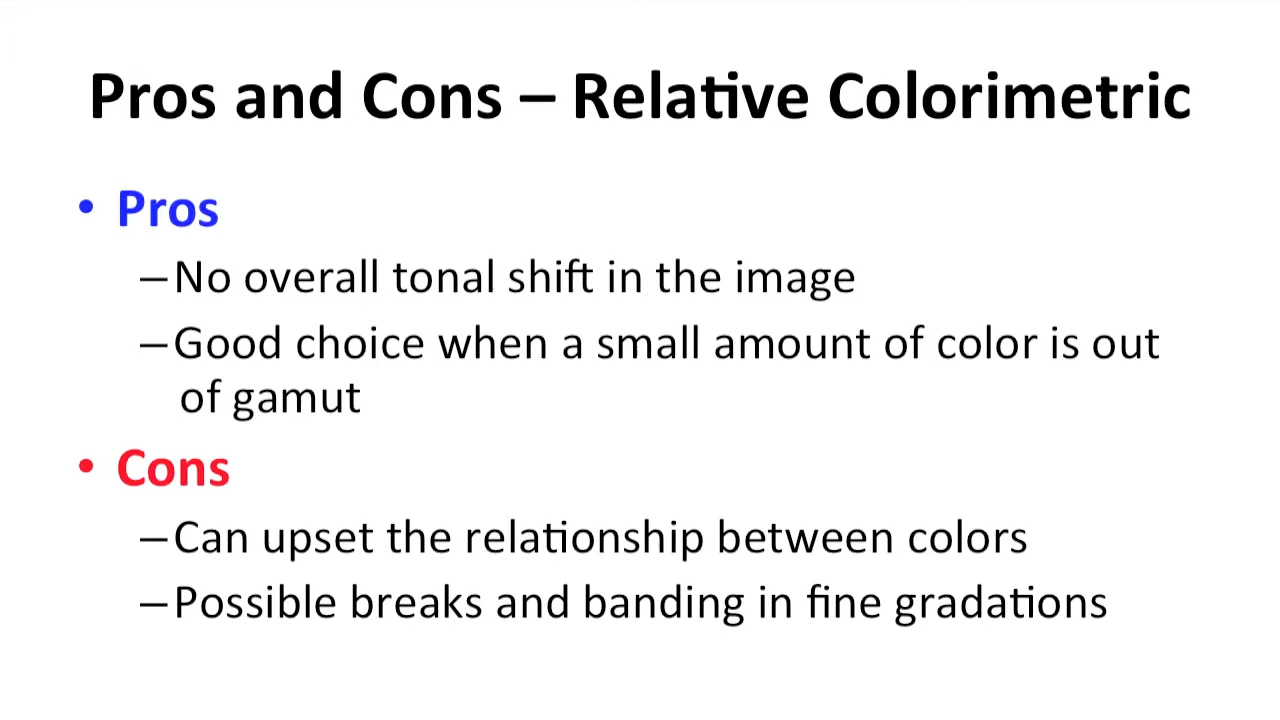 Pros and Cons – Relative Colorimetric
• Pros
–No overall tonal shift in the image
–Good choice when a small amount of color is out
of gamut
• Cons
–Can upset the relationship between colors
–Possible breaks and banding in fine gradations